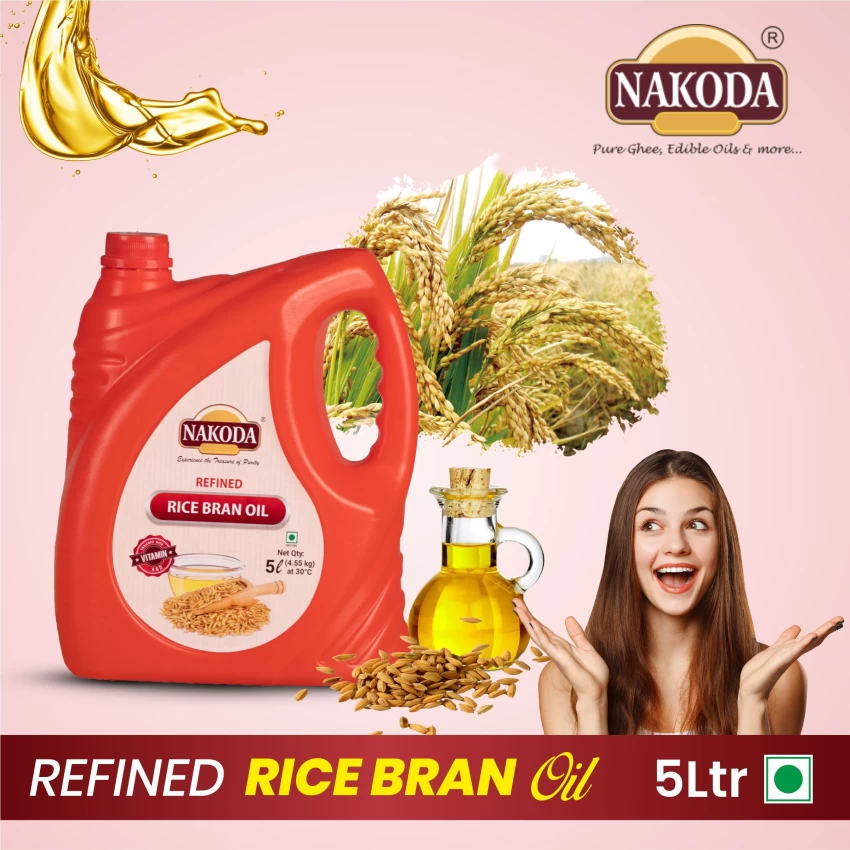 ®
NAKODA
Pure Ghee, Edible Oils & more...
NAKODA
®
Experience the Treasure of Purity
REFINED
RICE BRAN OIL
VITAMIN
Net Qty:
5ℓ (4.55 kg)
at 30°C
REFINED RICE BRAN Oil 5Ltr